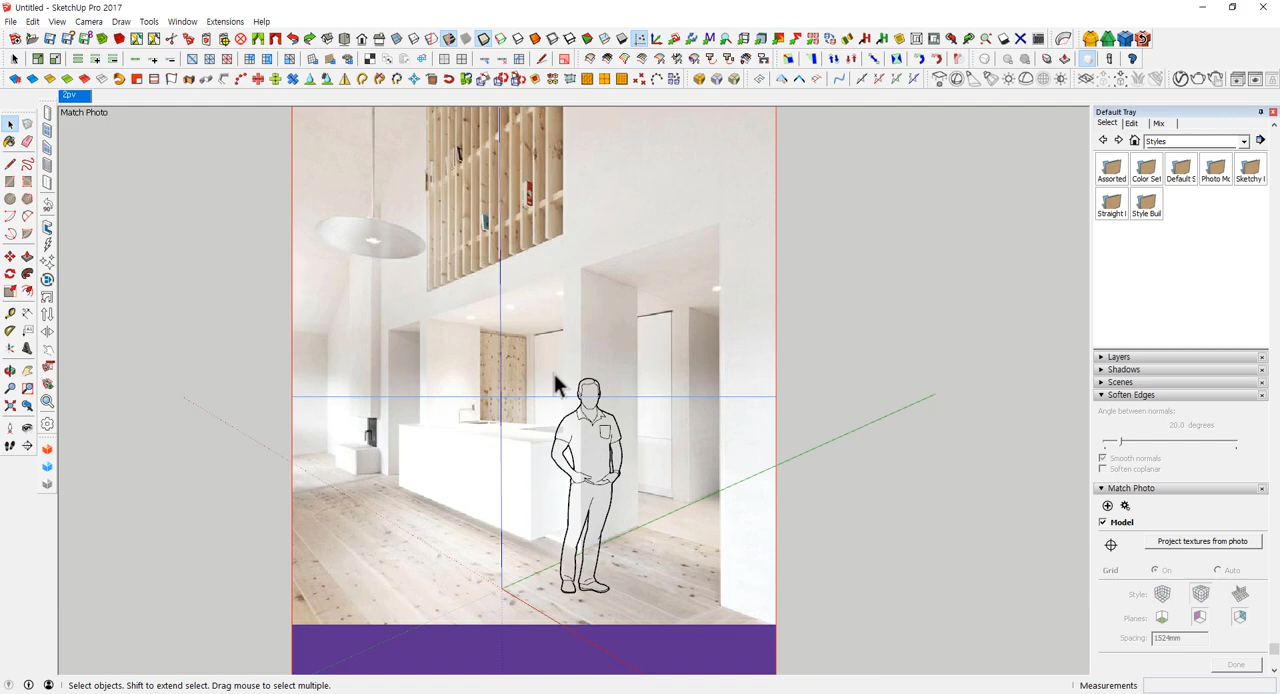 Untitled - SketchUp Pro 2017
File Edit View Camera Draw Tools Window Extensions Help
2pv
Match Photo
Default Tray
Select Edit Mix
Styles
Assorted Color Set Default S Photo Mo Sketchy I
Straight I Style Buil
Layers
Shadows
Scenes
Soften Edges
Angle between normals:
20.0 degrees
Smooth normals
Soften coplanar
Match Photo
Model
Project textures from photo
Grid On Auto
Style:
Planes:
Spacing: 1524mm
Done
Select objects. Shift to extend select. Drag mouse to select multiple.
Measurements